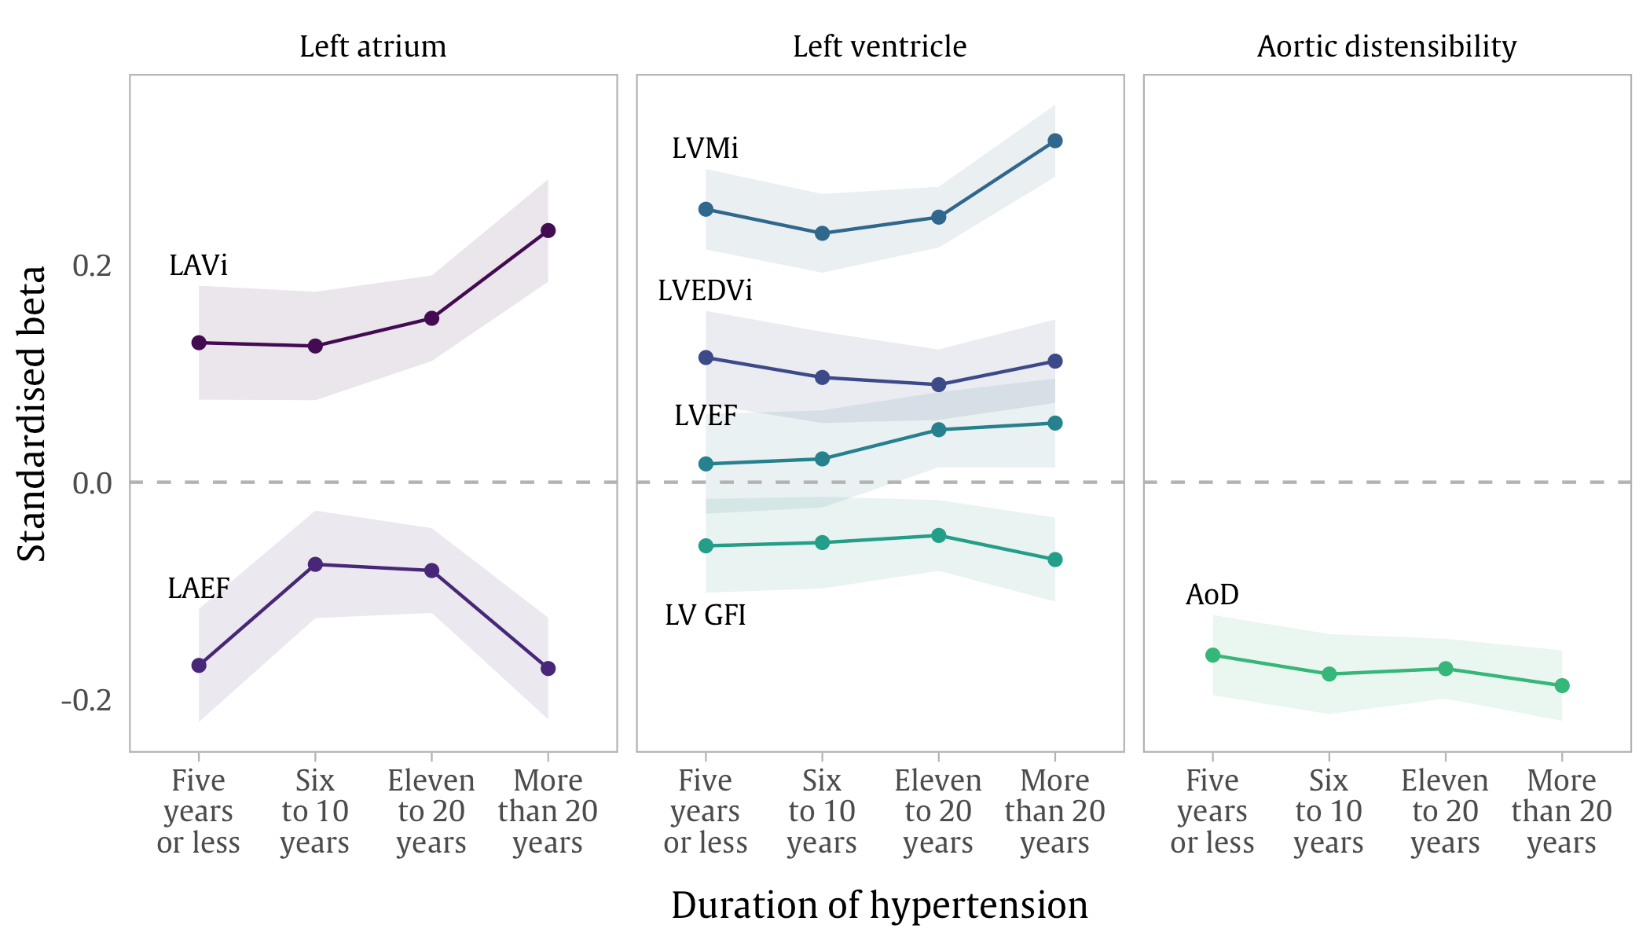 Left atrium
Left ventricle
Aortic distensibility
Standardised beta
0.2
0.0
-0.2
LAVi
LAEF
LVMi
LVEDVi
LVEF
LV GFI
AoD
Five
years
or less
Six
to 10
years
Eleven
to 20
years
More
than 20
years
Five
years
or less
Six
to 10
years
Eleven
to 20
years
More
than 20
years
Five
years
or less
Six
to 10
years
Eleven
to 20
years
More
than 20
years
Duration of hypertension